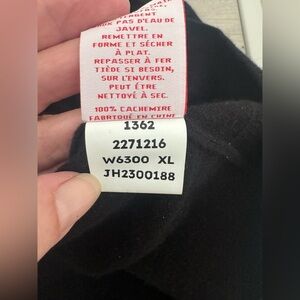 PAS D'EAU DE
JAVEL.
REMETTRE EN
FORME ET SÉCHER
À PLAT.
REPASSER À FER
TIÈDE SI BESOIN,
SUR L'ENVERS.
PEUT ÊTRE
NETTOYÉ À SEC.
100% CACHEMIRE
FABRIQUÉ EN CHINE
1362
2271216
W6300 XL
JH2300188